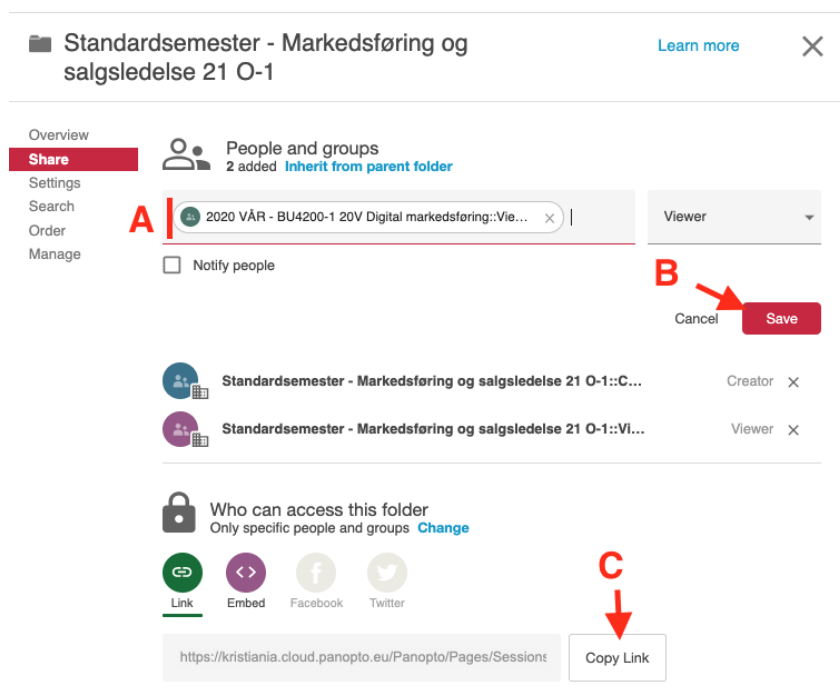 Standardsemester - Markedsføring og
salgsledelse 21 O-1
Learn more
Overview
Share
Settings
Search
Order
Manage
People and groups
2 added Inherit from parent folder
A
2020 VÅR - BU4200-1 20V Digital markedsføring::Vie...
Viewer
Notify people
B
Cancel
Save
Standardsemester - Markedsføring og salgsledelse 21 O-1::C...
Creator
Standardsemester - Markedsføring og salgsledelse 21 O-1::Vi...
Viewer
Who can access this folder
Only specific people and groups Change
Link
Embed
Facebook
Twitter
C
https://kristiania.cloud.panopto.eu/Panopto/Pages/Sessions
Copy Link